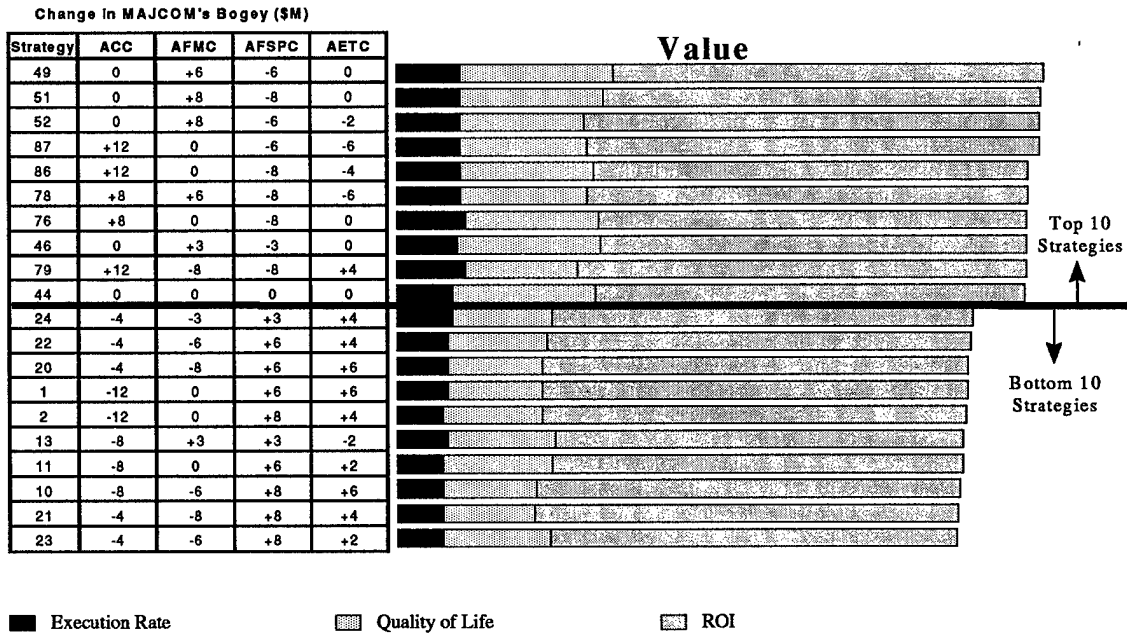 Change in MAJCOM's Bogey ($M)
Strategy ACC AFMC AFSPC AETC
Value
49 0 +6 -6 0
51 0 +8 -8 0
52 0 +8 -6 -2
87 +12 0 -6 -6
86 +12 0 -8 -4
78 +8 +6 -8 -6
76 +8 0 -8 0
46 0 +3 -3 0
79 +12 -8 -8 +4
44 0 0 0 0
24 -4 -3 +3 +4
22 -4 -6 +6 +4
20 -4 -8 +6 +6
1 -12 0 +6 +6
2 -12 0 +8 +4
13 -8 +3 +3 -2
11 -8 0 +6 +2
10 -8 -6 +8 +6
21 -4 -8 +8 +4
23 -4 -6 +8 +2
Top 10
Strategies
Bottom 10
Strategies
Execution Rate Quality of Life ROI